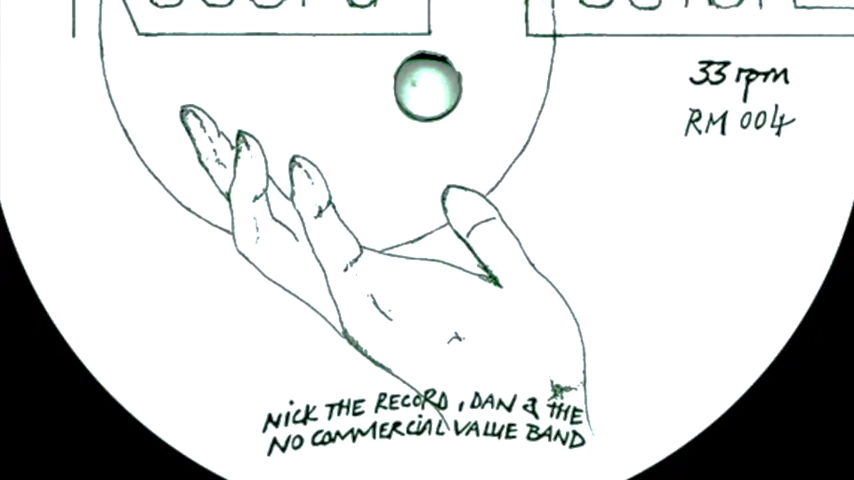 33 rpm
RM 004
NICK THE RECORD, DAN & THE
NO COMMERCIAL VALUE BAND